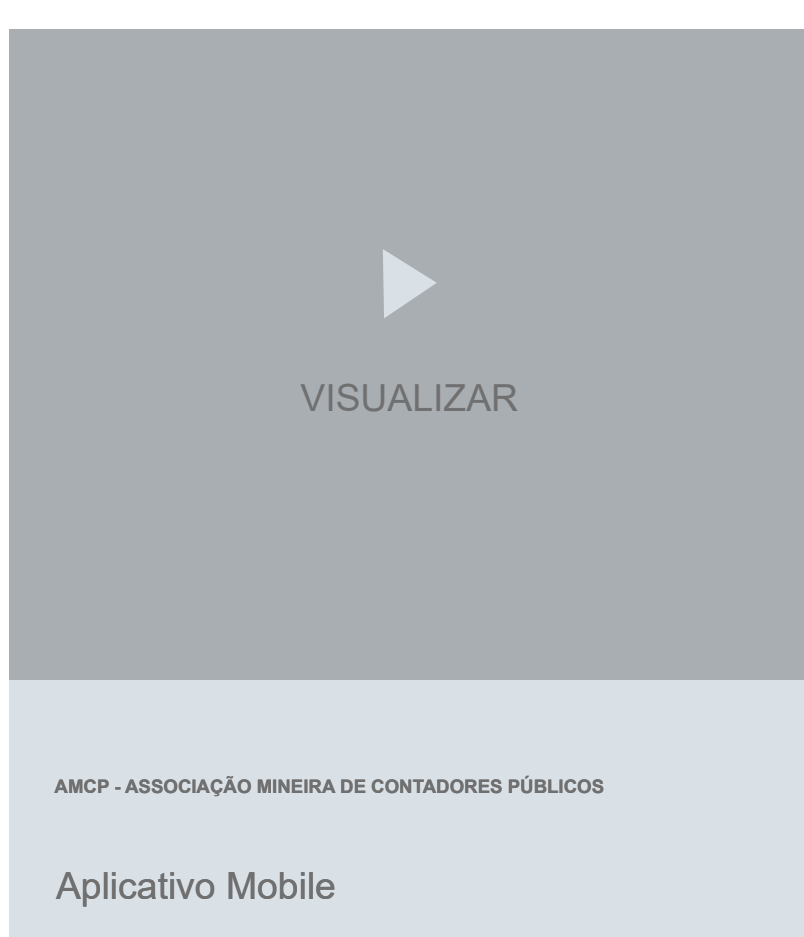 VISUALIZAR
AMCP - ASSOCIAÇÃO MINEIRA DE CONTADORES PÚBLICOS
Aplicativo Mobile